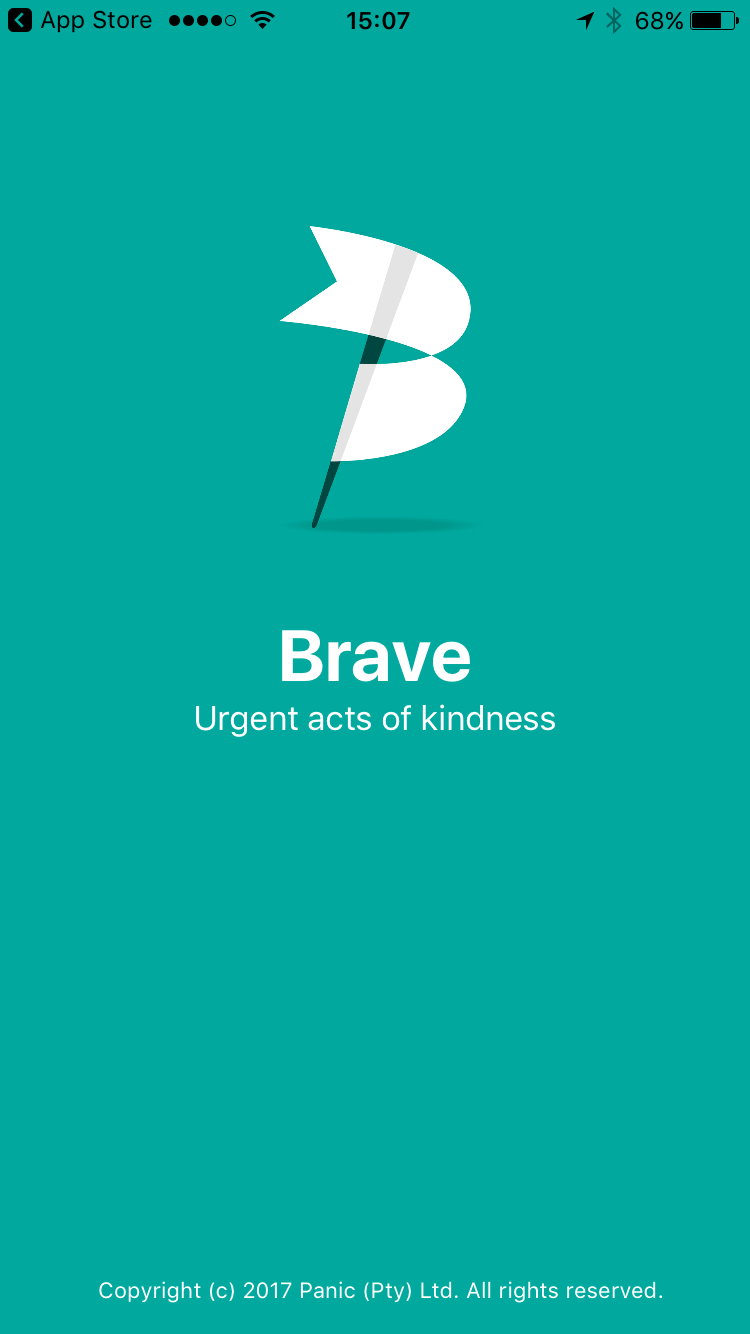 App Store 15:07 68%
Brave
Urgent acts of kindness
Copyright (c) 2017 Panic (Pty) Ltd. All rights reserved.